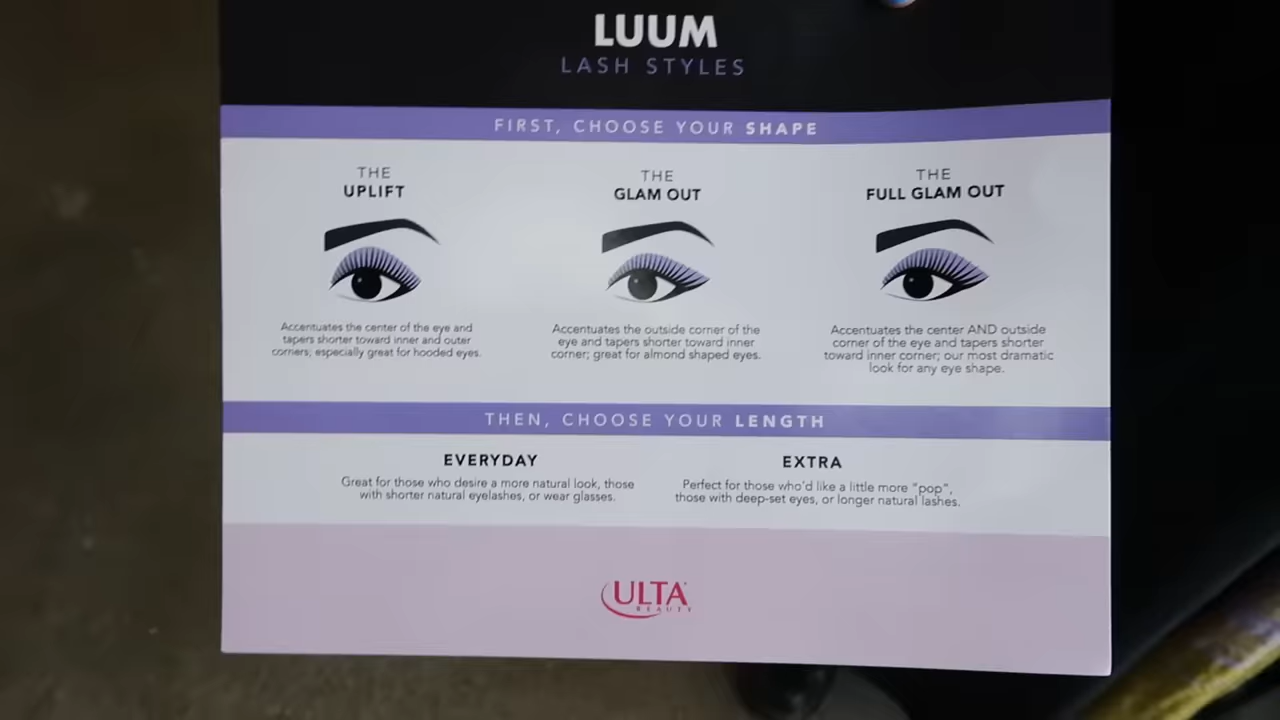 LUUM
LASH STYLES
FIRST, CHOOSE YOUR SHAPE
THE
UPLIFT
Accentuates the center of the eye and
tapers shorter toward inner and outer
corners; especially great for hooded eyes.
THE
GLAM OUT
Accentuates the outside corner of the
eye and tapers shorter toward inner
corner; great for almond shaped eyes.
THE
FULL GLAM OUT
Accentuates the center AND outside
corner of the eye and tapers shorter
toward inner corner; our most dramatic
look for any eye shape.
THEN, CHOOSE YOUR LENGTH
EVERYDAY
Great for those who desire a more natural look, those
with shorter natural eyelashes, or wear glasses.
EXTRA
Perfect for those who'd like a little more "pop",
those with deep-set eyes, or longer natural lashes.
ULTA
BEAUTY